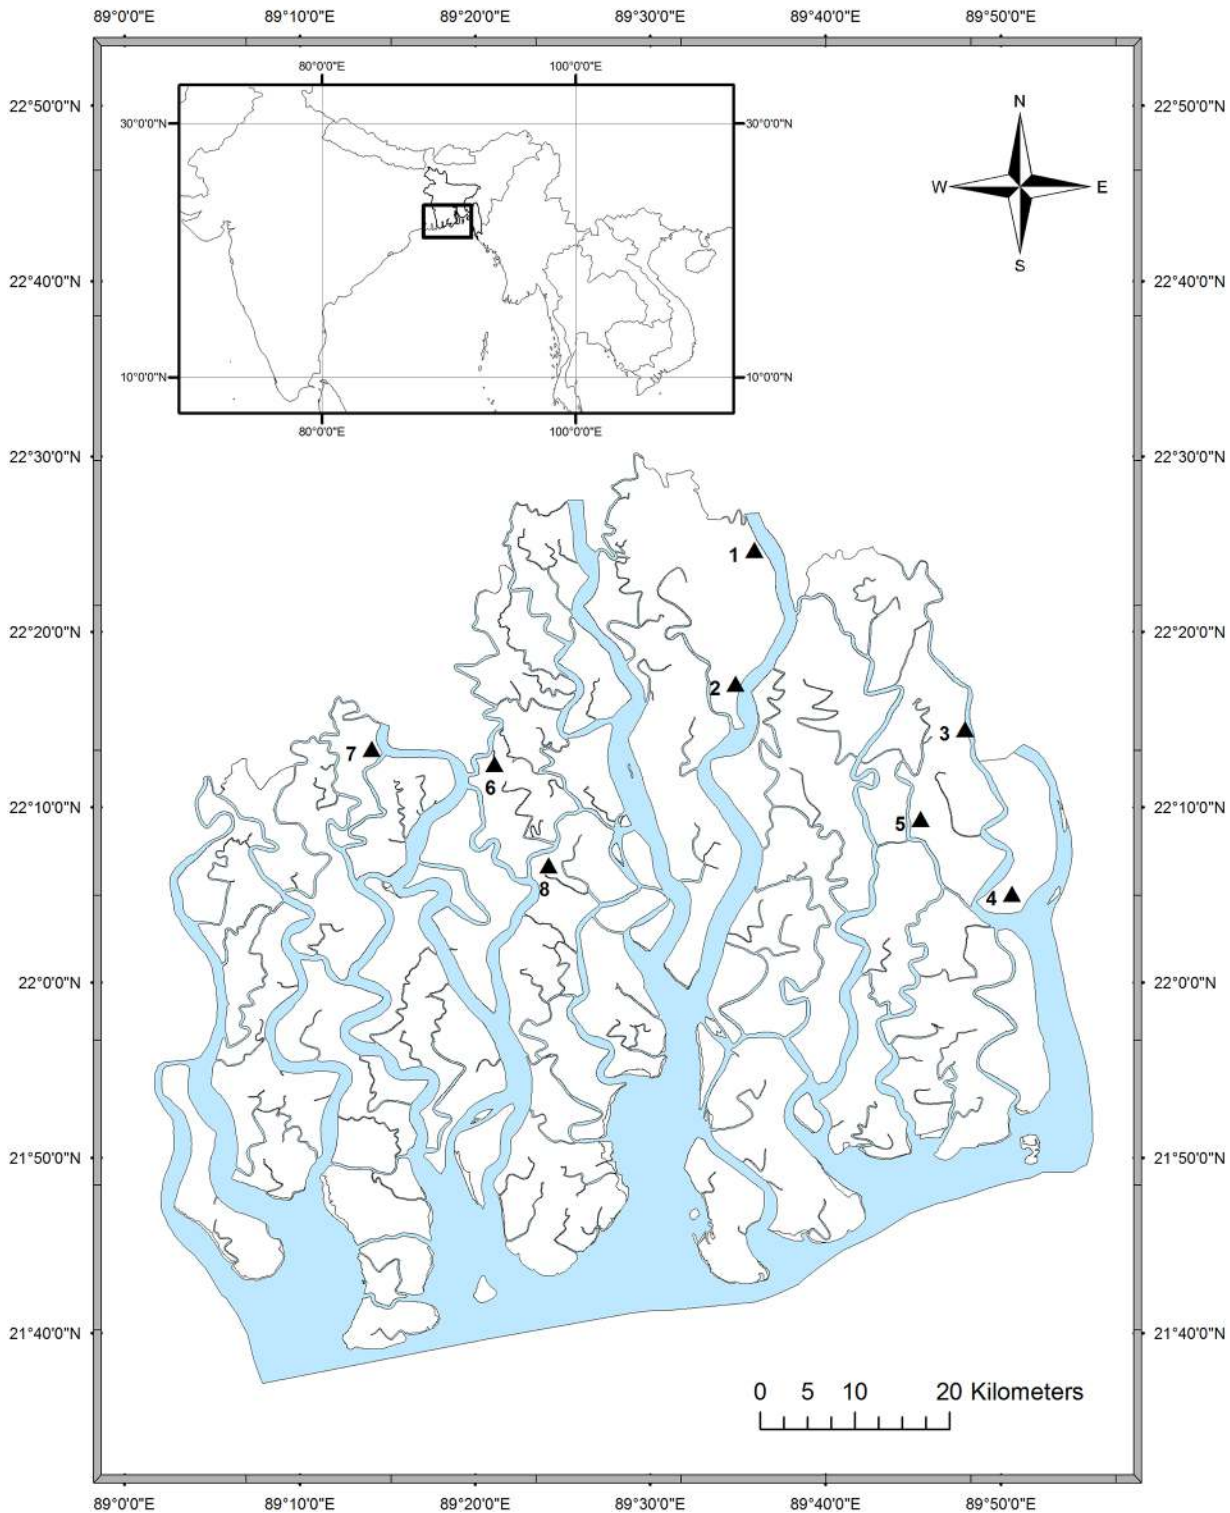 89°0'0"E 89°10'0"E 89°20'0"E 89°30'0"E 89°40'0"E 89°50'0"E
80°0'0"E 100°0'0"E
N
22°50'0"N 22°50'0"N
30°0'0"N 30°0'0"N
W E
S
22°40'0"N 22°40'0"N
10°0'0"N 10°0'0"N
80°0'0"E 100°0'0"E
22°30'0"N 22°30'0"N
1
22°20'0"N 22°20'0"N
2
3
7
6
22°10'0"N 22°10'0"N
5
8
4
22°0'0"N 22°0'0"N
21°50'0"N 21°50'0"N
21°40'0"N 21°40'0"N
0 5 10 20 Kilometers
89°0'0"E 89°10'0"E 89°20'0"E 89°30'0"E 89°40'0"E 89°50'0"E